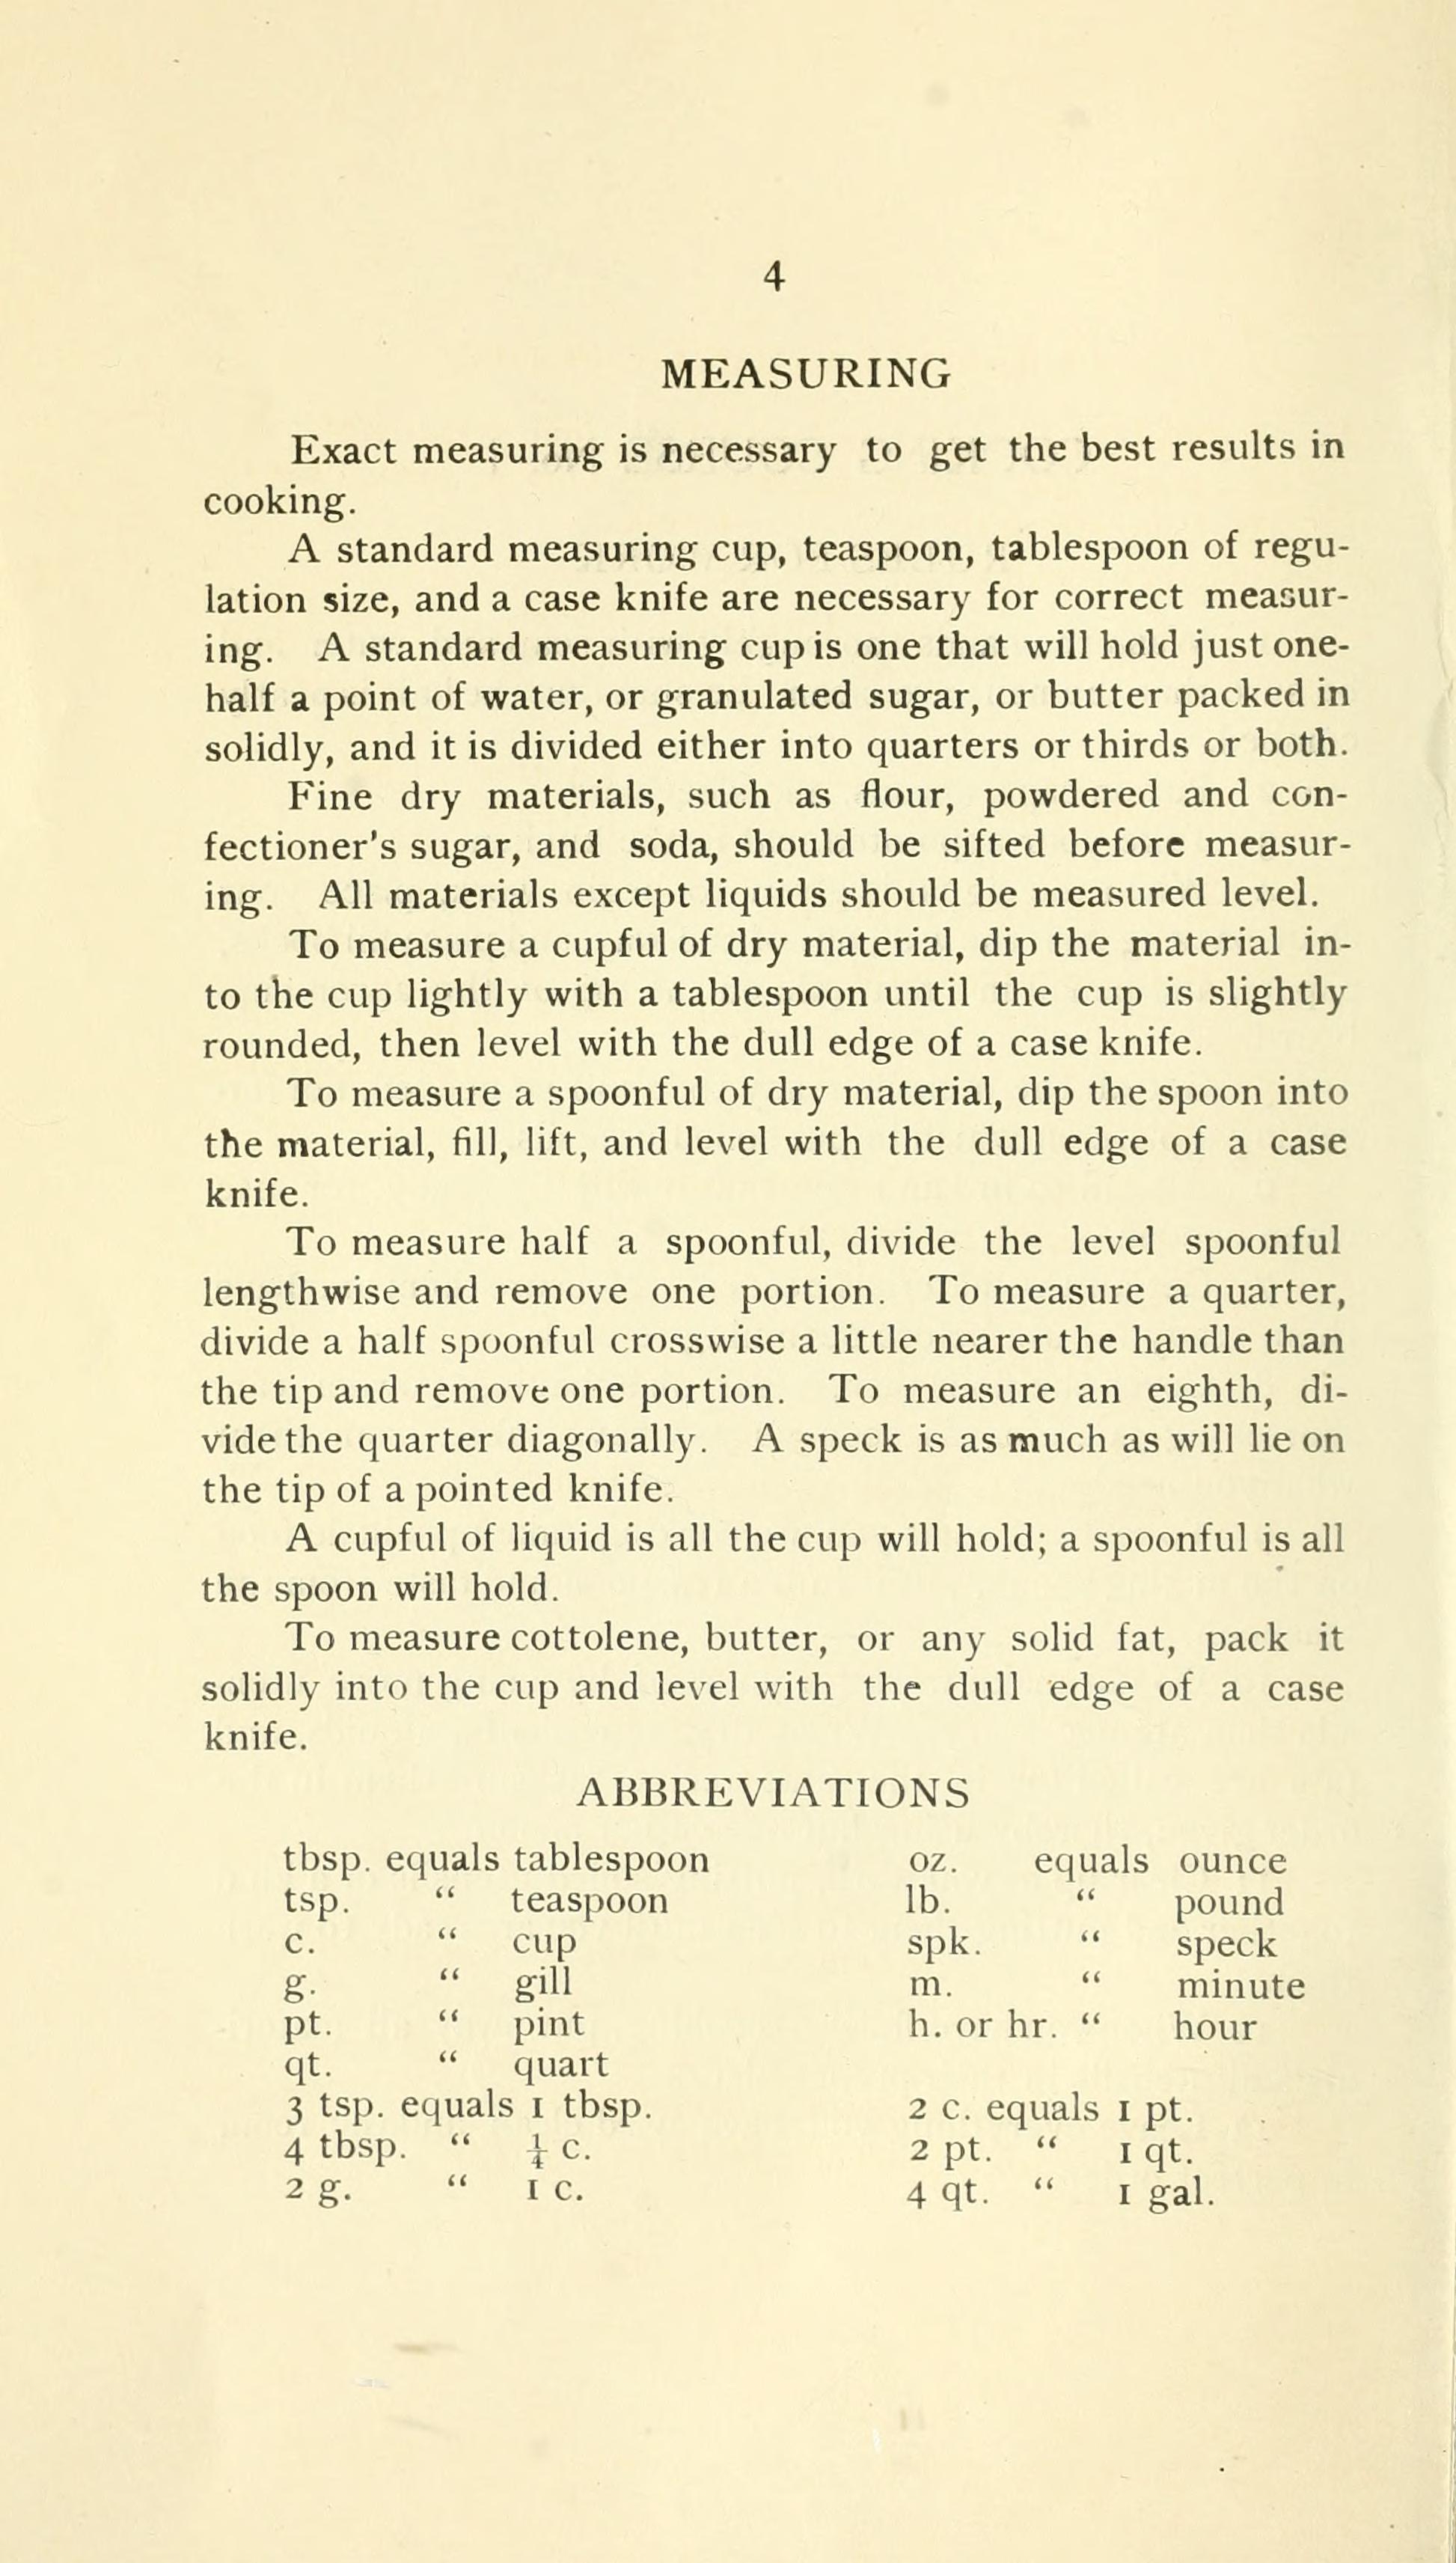 4
MEASURING
Exact measuring is necessary to get the best results in
cooking.
A standard measuring cup, teaspoon, tablespoon of regu-
lation size, and a case knife are necessary for correct measur-
ing. A standard measuring cup is one that will hold just one-
half a point of water, or granulated sugar, or butter packed in
solidly, and it is divided either into quarters or thirds or both.
Fine dry materials, such as flour, powdered and con-
fectioner's sugar, and soda, should be sifted before measur-
ing. All materials except liquids should be measured level.
To measure a cupful of dry material, dip the material in-
to the cup lightly with a tablespoon until the cup is slightly
rounded, then level with the dull edge of a case knife.
To measure a spoonful of dry material, dip the spoon into
the material, fill, lift, and level with the dull edge of a case
knife.
To measure half a spoonful, divide the level spoonful
lengthwise and remove one portion. To measure a quarter,
divide a half spoonful crosswise a little nearer the handle than
the tip and remove one portion. To measure an eighth, di-
vide the quarter diagonally. A speck is as much as will lie on
the tip of a pointed knife.
A cupful of liquid is all the cup will hold; a spoonful is all
the spoon will hold.
To measure cottolene, butter, or any solid fat, pack it
solidly into the cup and level with the dull edge of a case
knife.
ABBREVIATIONS
tbsp. equals tablespoon oz. equals ounce
tsp. “ teaspoon lb. “ pound
c. “ cup spk. “ speck
g. “ gill m. “ minute
pt. “ pint h. or hr. “ hour
qt. “ quart
3 tsp. equals 1 tbsp. 2 c. equals 1 pt.
4 tbsp. “ ¼ c. 2 pt. “ 1 qt.
2 g. “ 1 c. 4 qt. “ 1 gal.